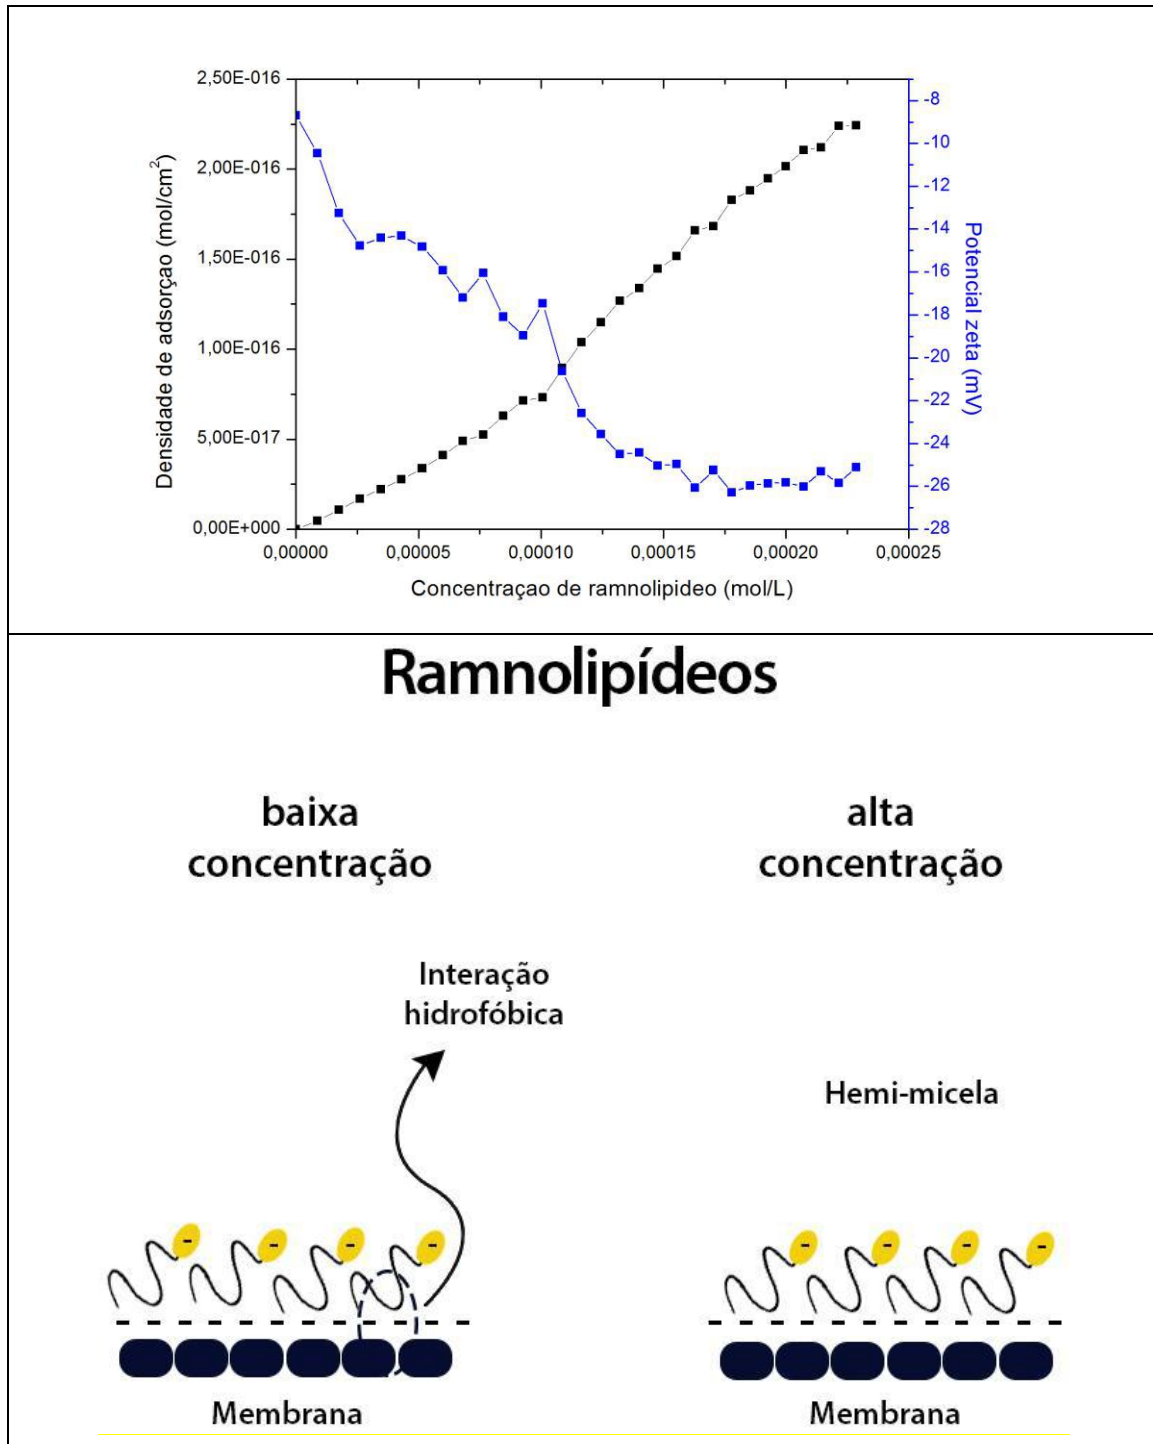 2,50E-016
2,00E-016
1,50E-016
1,00E-016
5,00E-017
0,00E+000
Densidade de adsorçao (mol/cm²)
-8
-10
-12
-14
-16
-18
-20
-22
-24
-26
-28
Potencial zeta (mV)
0,00000 0,00005 0,00010 0,00015 0,00020 0,00025
Concentraçao de ramnolipideo (mol/L)
Ramnolipídeos
baixa
concentração
alta
concentração
Interação
hidrofóbica
Hemi-micela
- - - -
- - - -
Membrana
Membrana